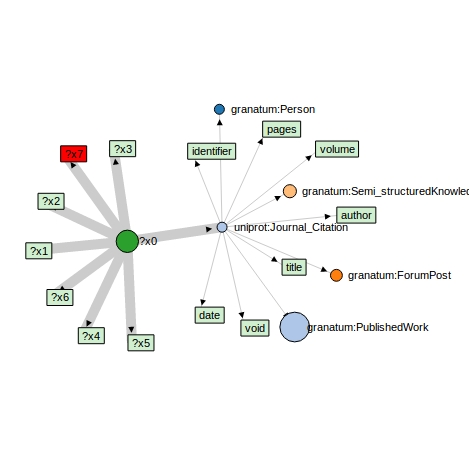 granatum:Person
pages
identifier
volume
?x3
?x7
granatum:Semi_structuredKnowled
?x2
author
?x0
uniprot:Journal_Citation
?x1
title
granatum:ForumPost
?x6
date
void
granatum:PublishedWork
?x4
?x5